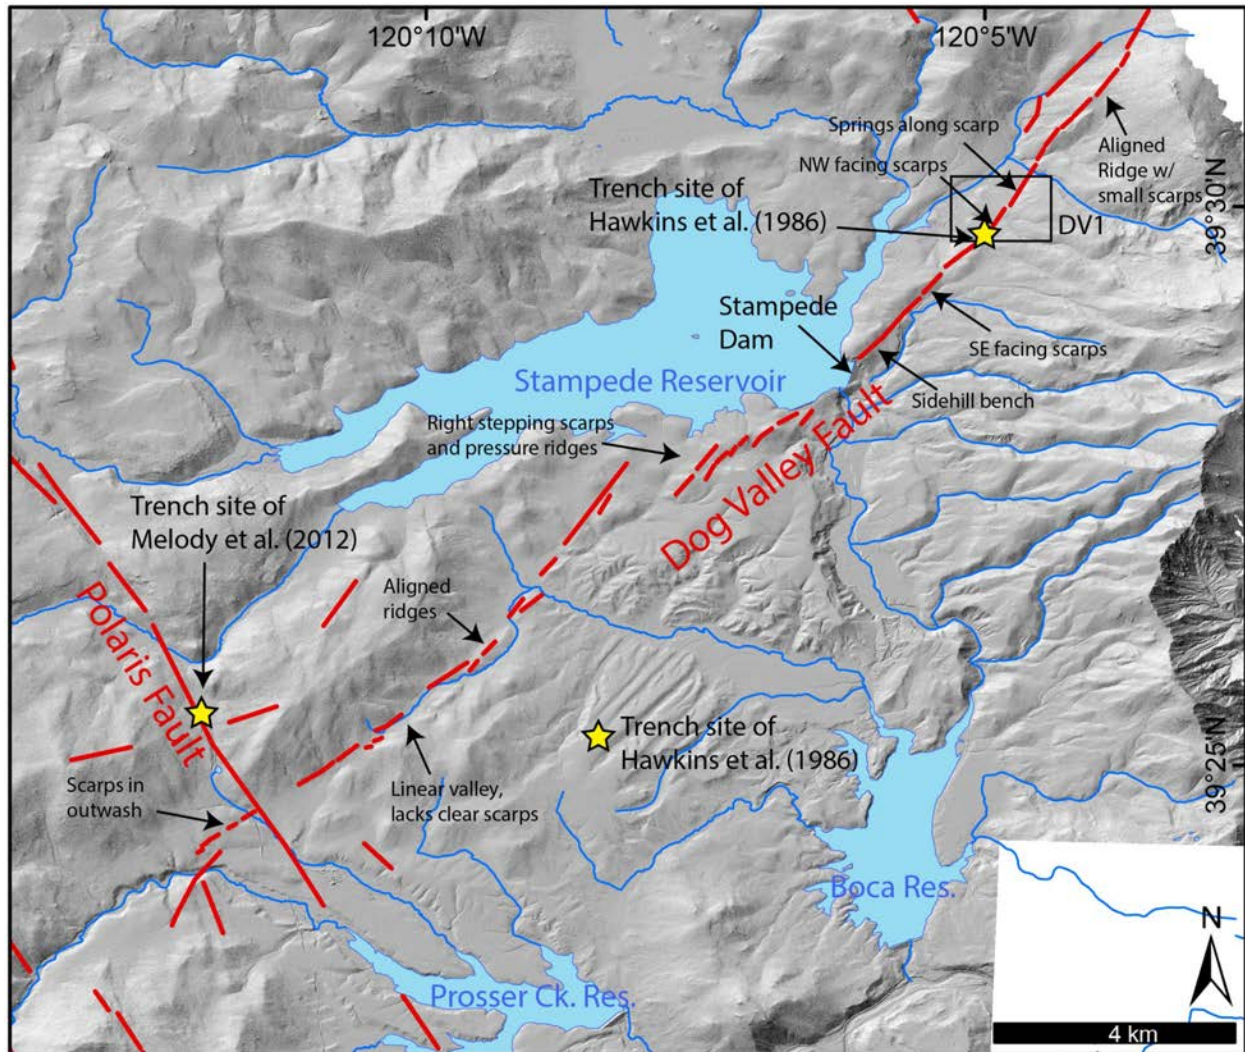 120°10'W
120°5'W
Springs along scarp
NW facing scarps
Aligned
Ridge w/
small scarps
39°30'N
Trench site of
Hawkins et al. (1986)
DV1
Stampede
Dam
SE facing scarps
Stampede Reservoir
Sidehill bench
Right stepping scarps
and pressure ridges
Dog Valley Fault
Trench site of
Melody et al. (2012)
Aligned
ridges
Polaris Fault
Trench site of
Hawkins et al. (1986)
39°25'N
Scarps in
outwash
Linear valley,
lacks clear scarps
Boca Res.
Prosser Ck. Res.
N
4 km